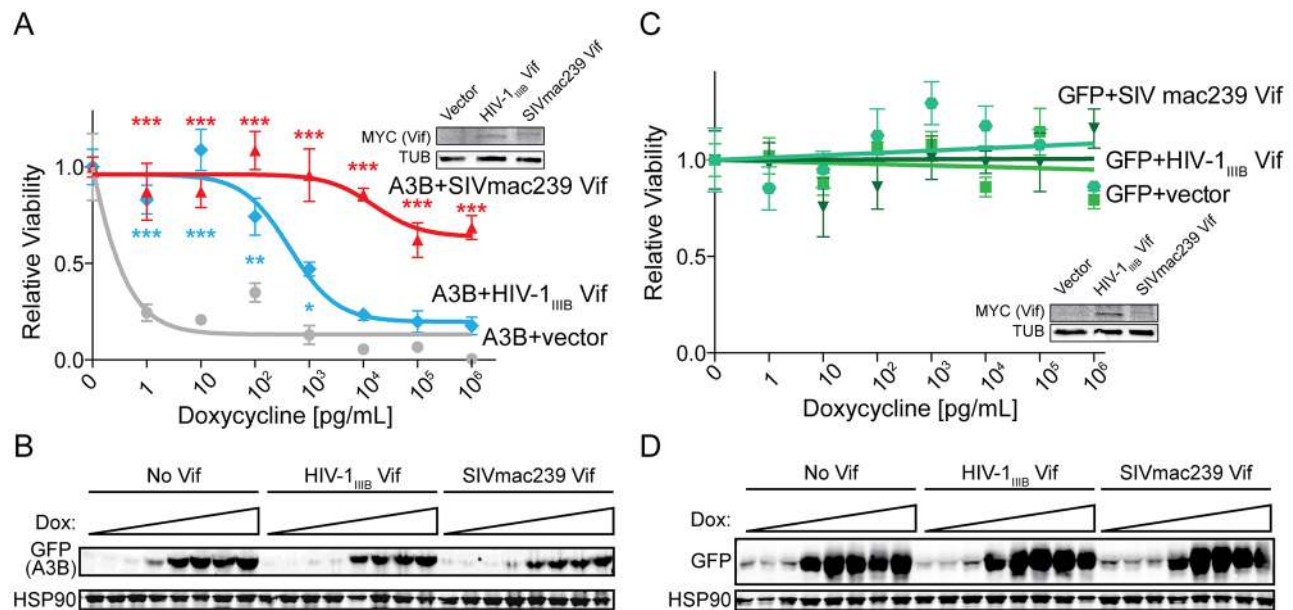 A
Vector
HIV-1IIIB Vif
SIVmac239 Vif
MYC (Vif)
TUB
*** *** *** *** *** *** ***
A3B+SIVmac239 Vif
*** *** ** *
A3B+HIV-1IIIB Vif
A3B+vector
Relative Viability
1.0
0.5
0.0
0 1 10 10² 10³ 10⁴ 10⁵ 10⁶
Doxycycline [pg/mL]
C
GFP+SIV mac239 Vif
GFP+HIV-1IIIB Vif
GFP+vector
Vector
HIV-1IIIB Vif
SIVmac239 Vif
MYC (Vif)
TUB
Relative Viability
1.0
0.5
0.0
0 1 10 10² 10³ 10⁴ 10⁵ 10⁶
Doxycycline [pg/mL]
B
No Vif HIV-1IIIB Vif SIVmac239 Vif
Dox:
GFP
(A3B)
HSP90
D
No Vif HIV-1IIIB Vif SIVmac239 Vif
Dox:
GFP
HSP90